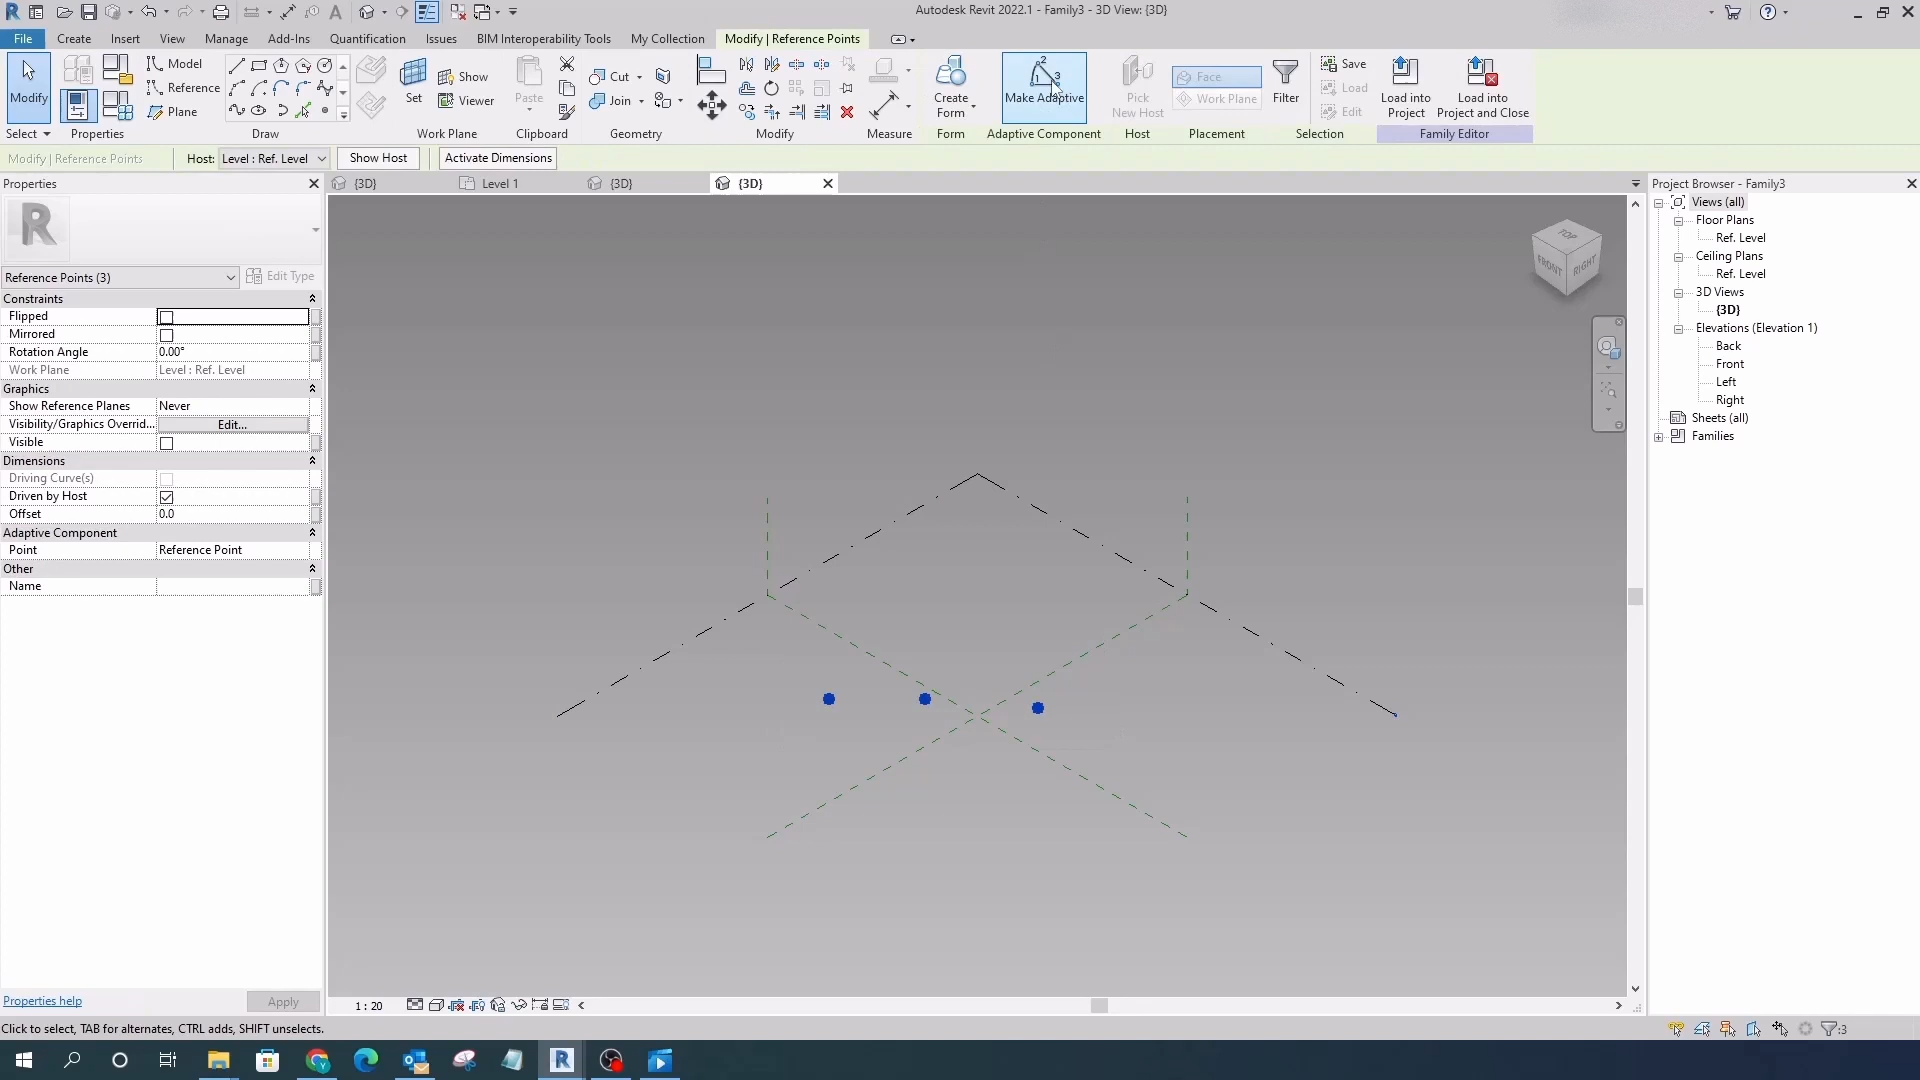 Autodesk Revit 2022.1 - Family3 - 3D View: {3D}
File Create Insert View Manage Add-Ins Quantification Issues BIM Interoperability Tools My Collection Modify | Reference Points
Modify Model Reference Plane Set Show Viewer Paste Cut Join Create Form Make Adaptive Pick New Host Face Work Plane Filter Save Load Edit Load into Project Load into Project and Close
Select Properties Draw Work Plane Clipboard Geometry Modify Measure Form Adaptive Component Host Placement Selection Family Editor
Modify | Reference Points Host: Level : Ref. Level Show Host Activate Dimensions
Properties {3D} Level 1 {3D} {3D} Project Browser - Family3
Reference Points (3) Edit Type
Constraints
Flipped
Mirrored
Rotation Angle 0.00°
Work Plane Level : Ref. Level
Graphics
Show Reference Planes Never
Visibility/Graphics Overrid... Edit...
Visible
Dimensions
Driving Curve(s)
Driven by Host
Offset 0.0
Adaptive Component
Point Reference Point
Other
Name
Properties help Apply
TOP
FRONT RIGHT
Views (all)
Floor Plans
Ref. Level
Ceiling Plans
Ref. Level
3D Views
{3D}
Elevations (Elevation 1)
Back
Front
Left
Right
Sheets (all)
Families
1 : 20
Click to select, TAB for alternates, CTRL adds, SHIFT unselects. :3